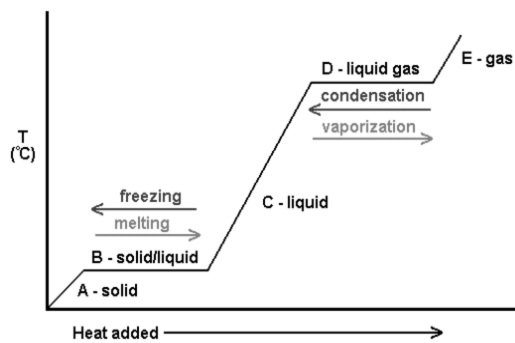 E - gas
D - liquid gas
condensation
vaporization
T
(°C)
freezing
melting
C - liquid
B - solid/liquid
A - solid
Heat added